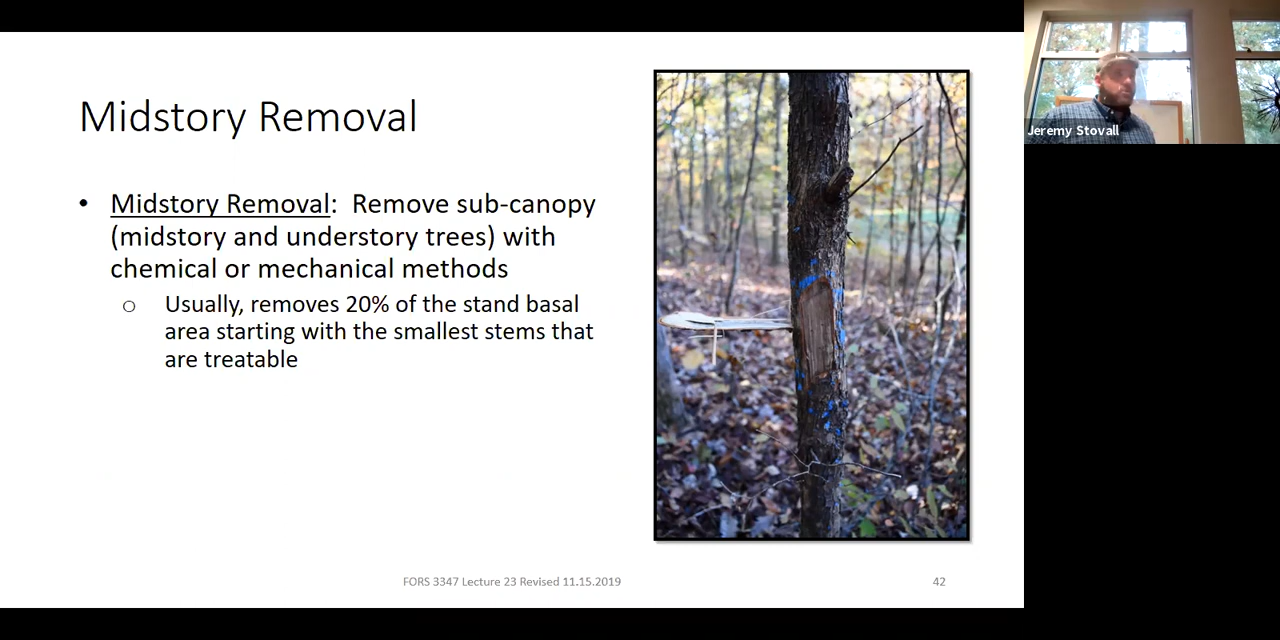 Midstory Removal
• Midstory Removal: Remove sub-canopy
(midstory and understory trees) with
chemical or mechanical methods
○ Usually, removes 20% of the stand basal
area starting with the smallest stems that
are treatable
FORS 3347 Lecture 23 Revised 11.15.2019
42
Jeremy Stovall